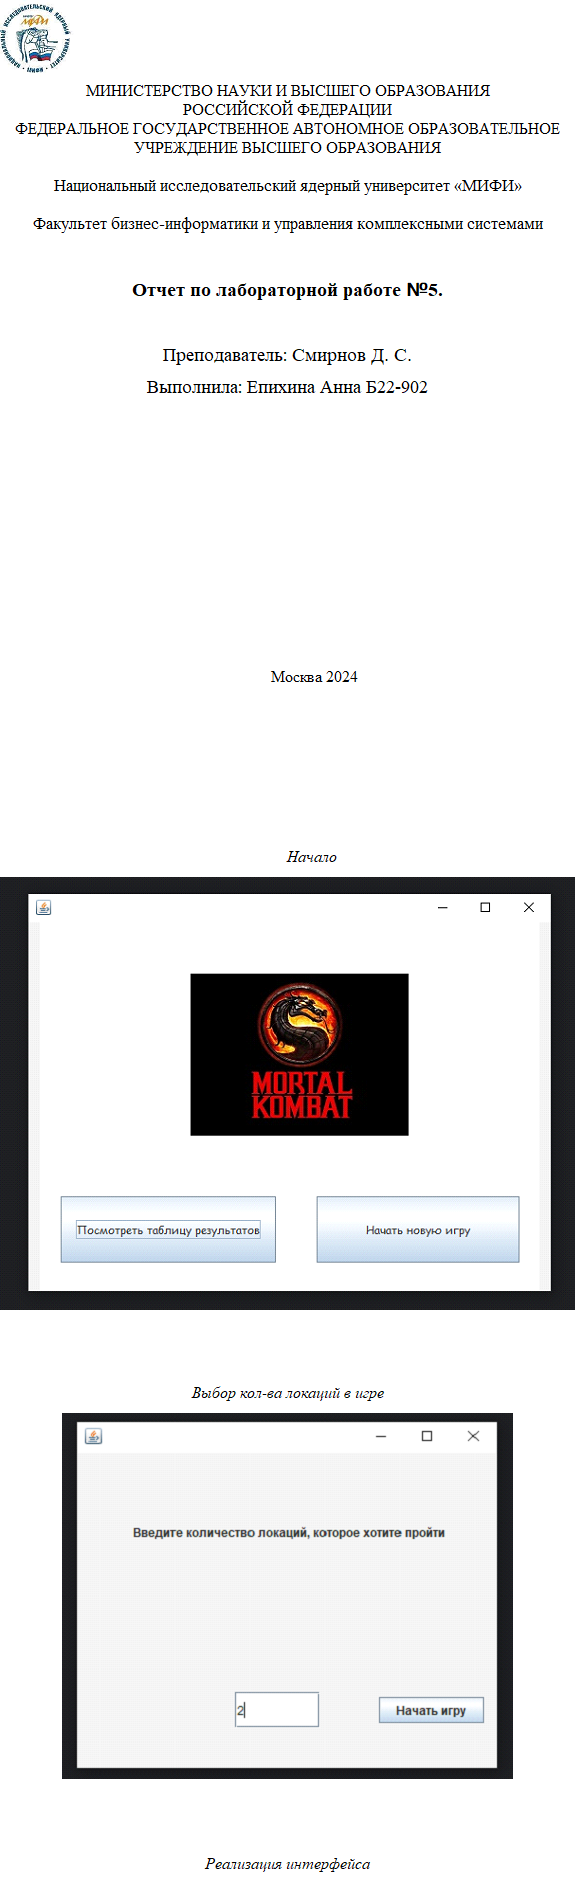 НАЦИОНАЛЬНЫЙ ИССЛЕДОВАТЕЛЬСКИЙ ЯДЕРНЫЙ УНИВЕРСИТЕТ
МИФИ
МИНИСТЕРСТВО НАУКИ И ВЫСШЕГО ОБРАЗОВАНИЯ
РОССИЙСКОЙ ФЕДЕРАЦИИ
ФЕДЕРАЛЬНОЕ ГОСУДАРСТВЕННОЕ АВТОНОМНОЕ ОБРАЗОВАТЕЛЬНОЕ
УЧРЕЖДЕНИЕ ВЫСШЕГО ОБРАЗОВАНИЯ
Национальный исследовательский ядерный университет «МИФИ»
Факультет бизнес-информатики и управления комплексными системами
Отчет по лабораторной работе №5.
Преподаватель: Смирнов Д. С.
Выполнила: Епихина Анна Б22-902
Москва 2024
Начало
MORTAL
KOMBAT
Посмотреть таблицу результатов
Начать новую игру
Выбор кол-ва локаций в игре
Введите количество локаций, которое хотите пройти
2
Начать игру
Реализация интерфейса